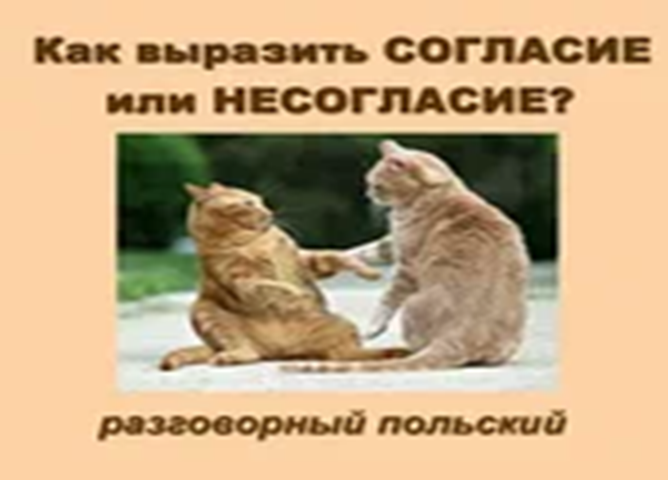 Как выразить СОГЛАСИЕ
или НЕСОГЛАСИЕ?
разговорный польский